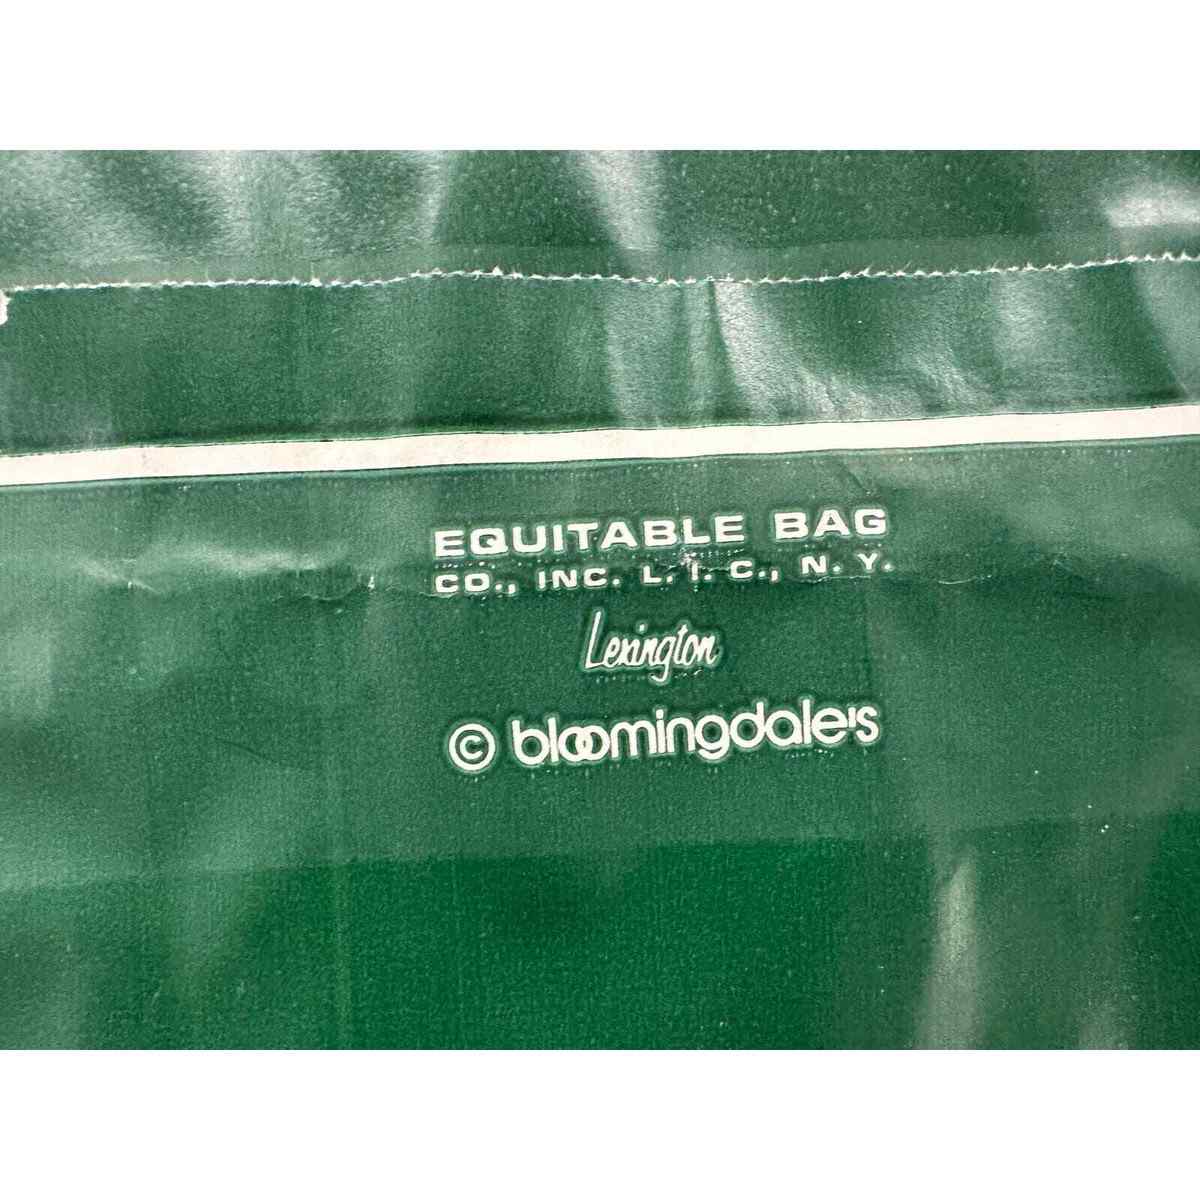 EQUITABLE BAG
CO., INC. L. I. C., N. Y.
Lexington
© bloomingdale's